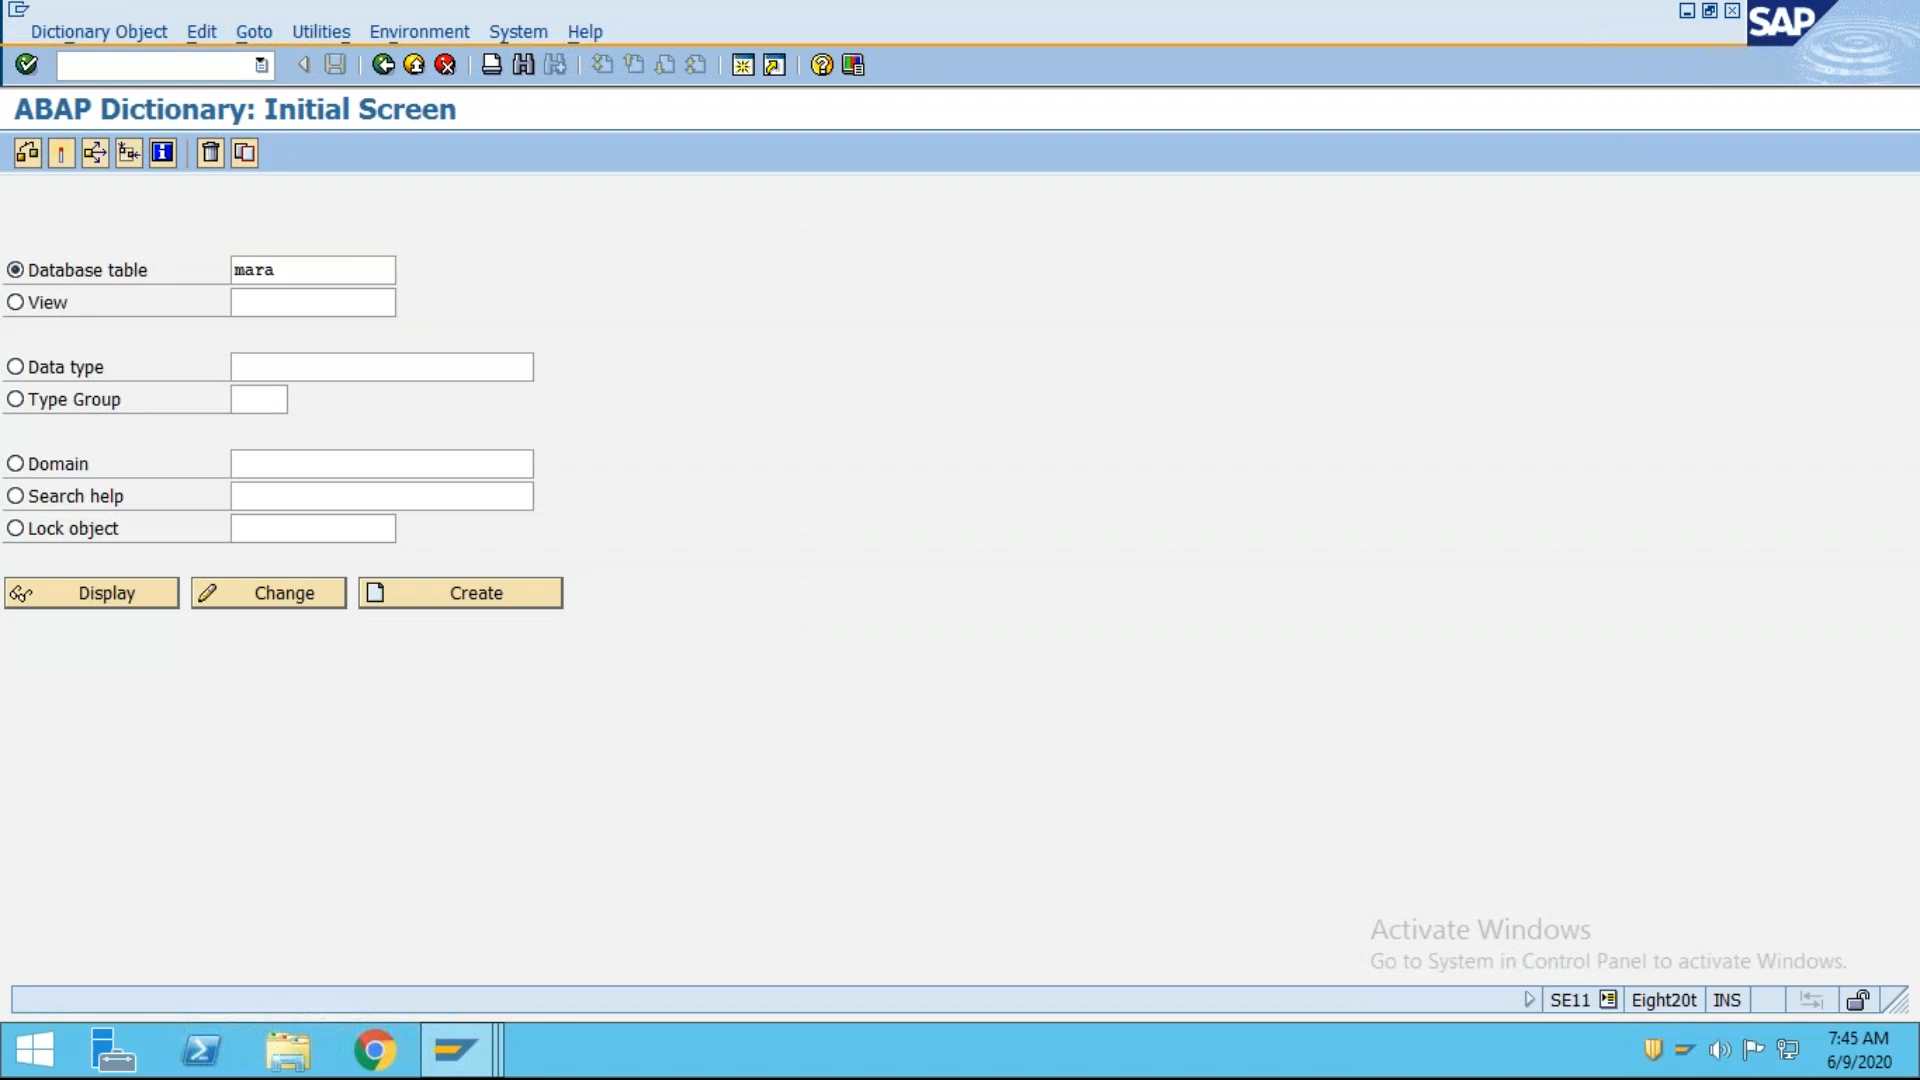 Dictionary Object Edit Goto Utilities Environment System Help
SAP
ABAP Dictionary: Initial Screen
Database table mara
View
Data type
Type Group
Domain
Search help
Lock object
Display Change Create
Activate Windows
Go to System in Control Panel to activate Windows.
SE11 Eight20t INS
7:45 AM
6/9/2020